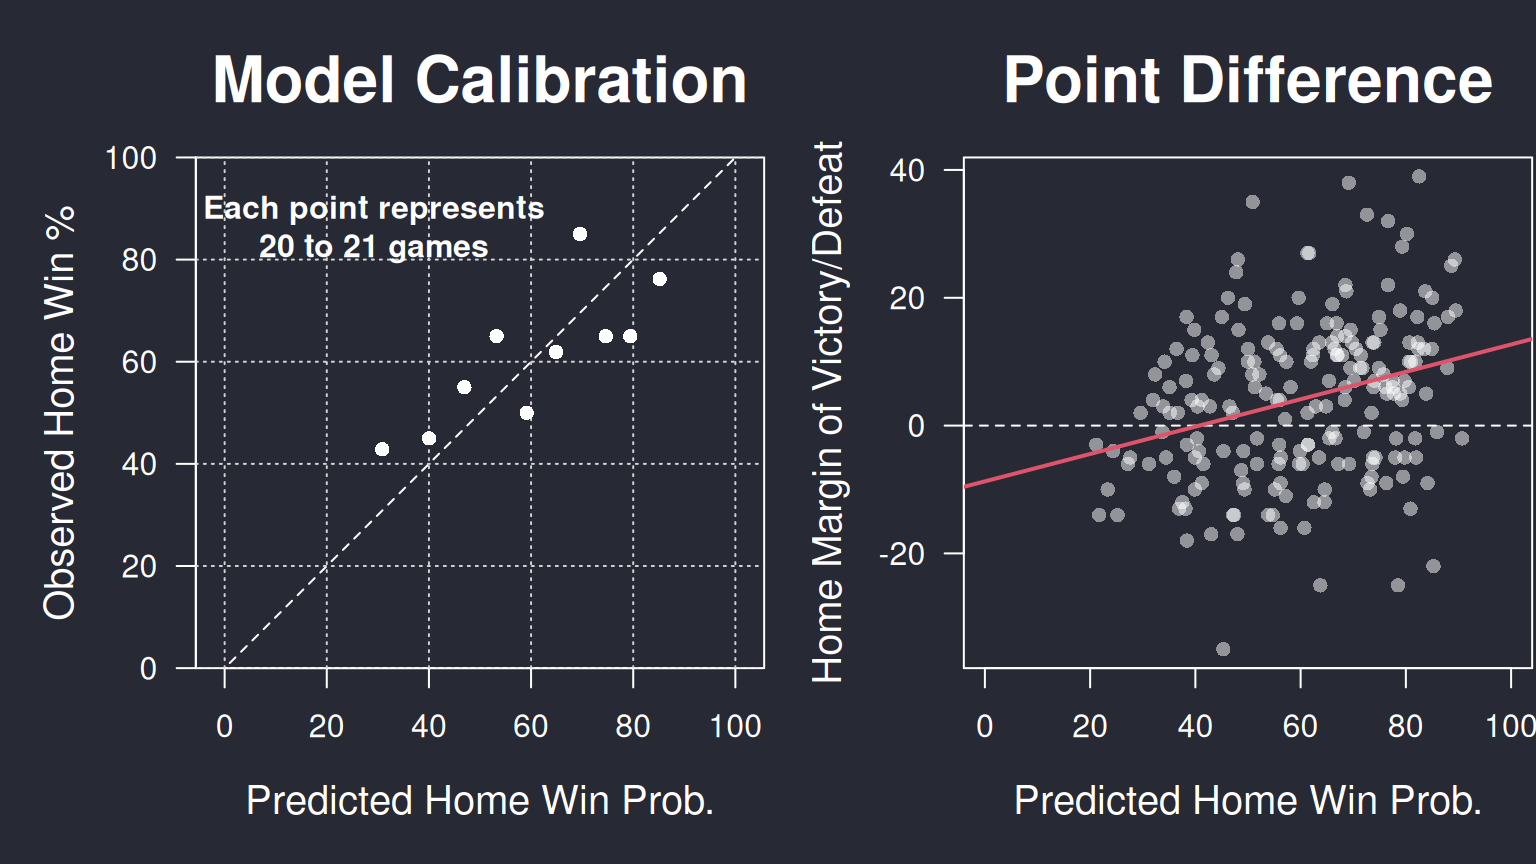 Model Calibration
Observed Home Win %
100
80
60
40
20
0
Each point represents
20 to 21 games
0 20 40 60 80 100
Predicted Home Win Prob.
Point Difference
Home Margin of Victory/Defeat
40
20
0
-20
0 20 40 60 80 100
Predicted Home Win Prob.